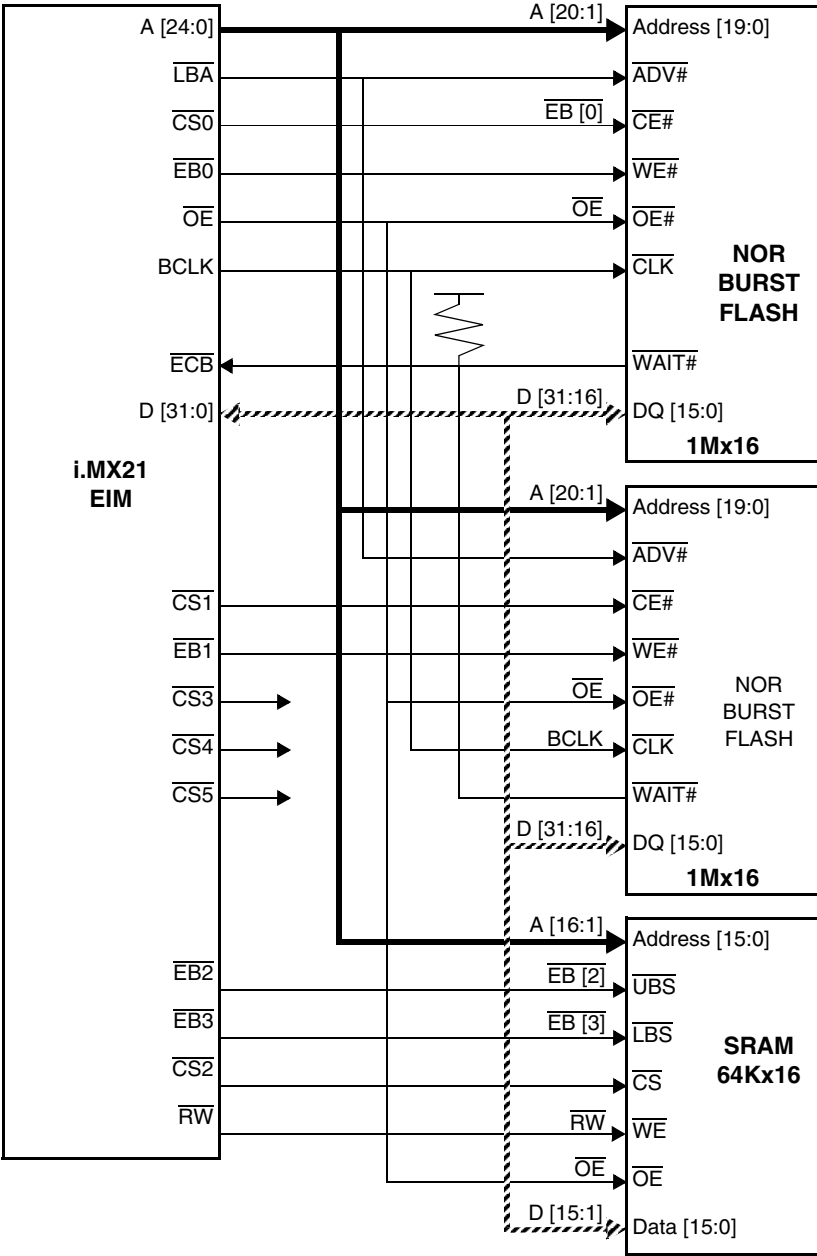 A [24:0]
A [20:1]
Address [19:0]
LBA
ADV#
CS0
EB [0]
CE#
EB0
WE#
OE
OE
OE#
BCLK
CLK
NOR
BURST
FLASH
ECB
WAIT#
D [31:0]
D [31:16]
DQ [15:0]
1Mx16
i.MX21
EIM
A [20:1]
Address [19:0]
ADV#
CS1
CE#
EB1
WE#
CS3
OE
OE#
NOR
BURST
FLASH
CS4
BCLK
CLK
CS5
WAIT#
D [31:16]
DQ [15:0]
1Mx16
A [16:1]
Address [15:0]
EB2
EB [2]
UBS
EB3
EB [3]
LBS
SRAM
64Kx16
CS2
CS
RW
RW
WE
OE
OE
D [15:1]
Data [15:0]